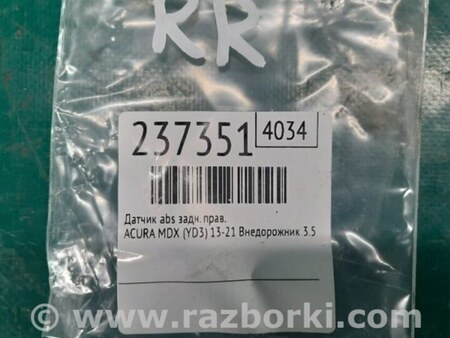 RR
237351 4034
Датчик abs задн. прав.
ACURA MDX (YD3) 13-21 Внедорожник 3.5
www.razborki.com